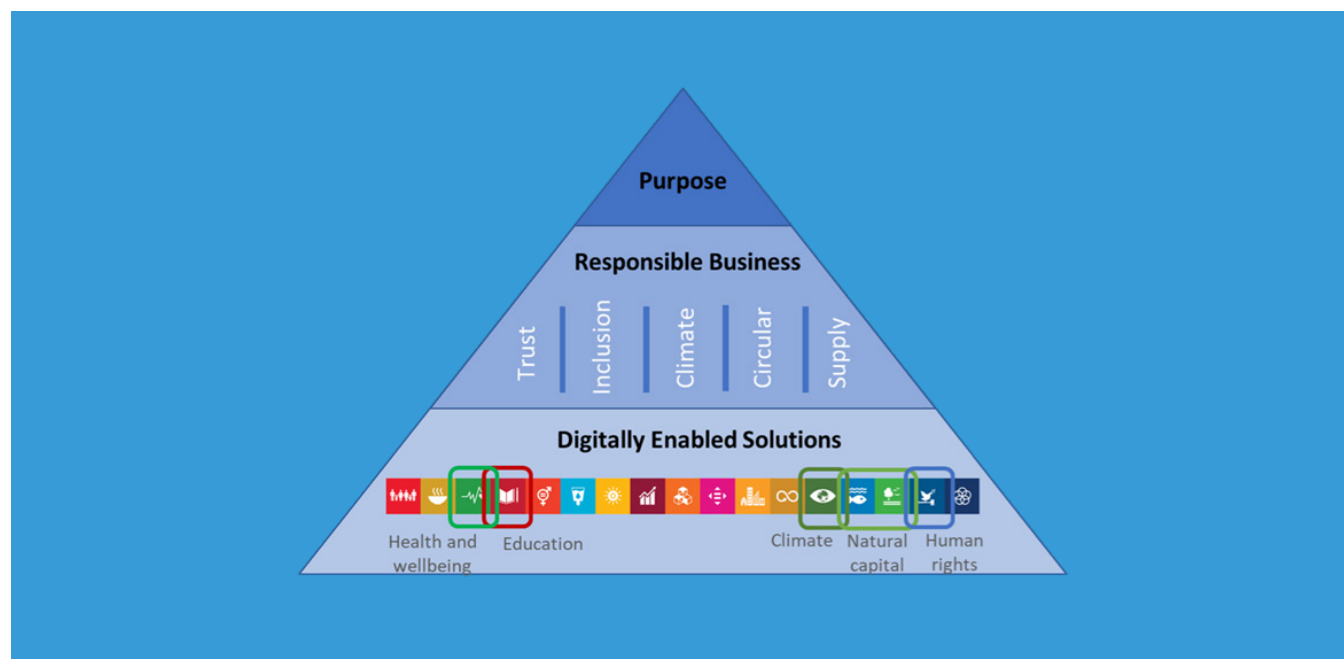 Purpose
Responsible Business
Trust
Inclusion
Climate
Circular
Supply
Digitally Enabled Solutions
Health and
wellbeing
Education
Climate
Natural
capital
Human
rights